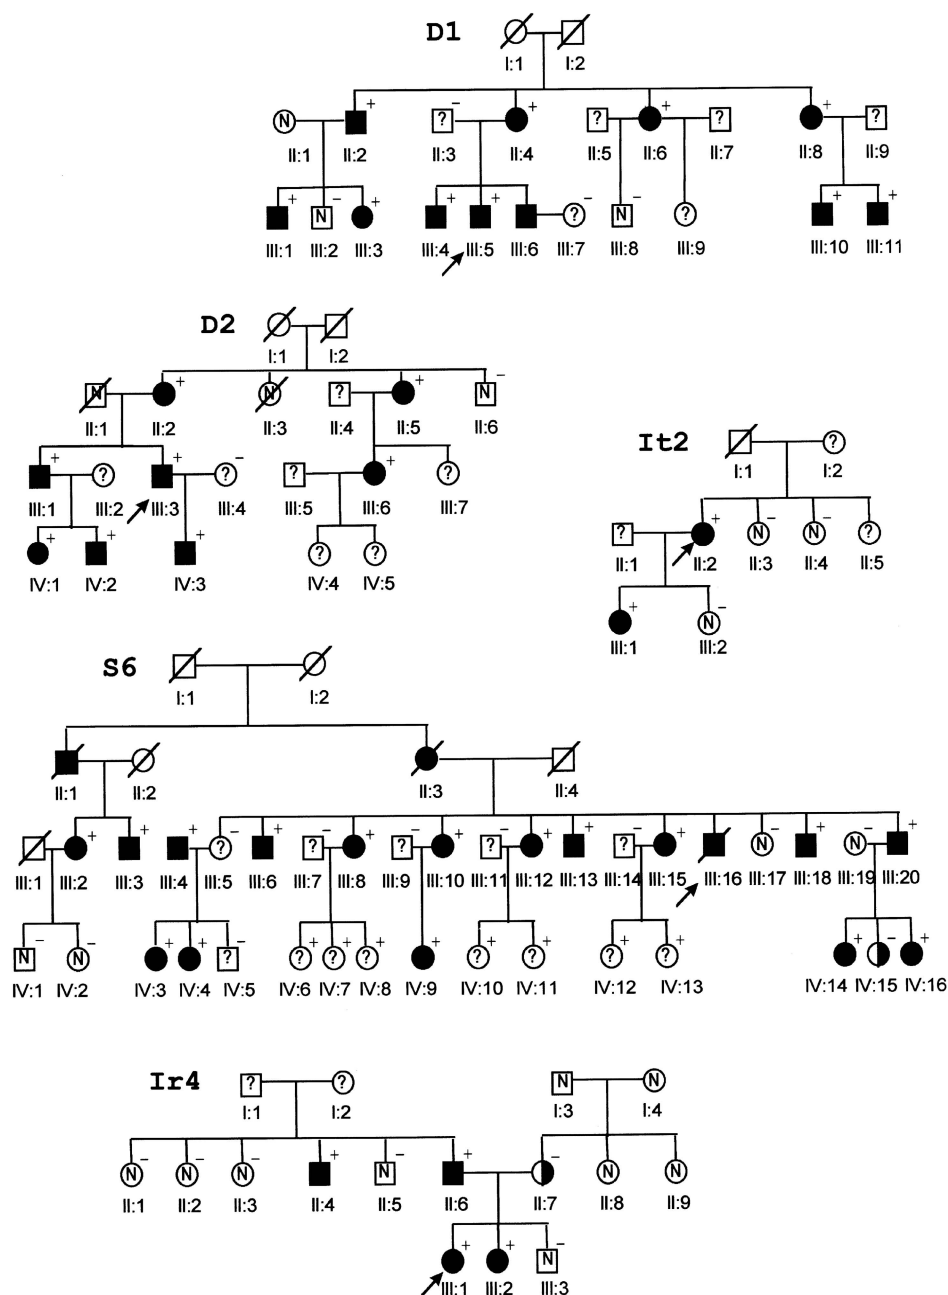 D1
I:1 I:2
+ − + + +
N ? ? ? ?
II:1 II:2 II:3 II:4 II:5 II:6 II:7 II:8 II:9
+ − + + + + − − + +
N ? N ?
III:1 III:2 III:3 III:4 III:5 III:6 III:7 III:8 III:9 III:10 III:11
D2
I:1 I:2
+ + −
N N ? N
II:1 II:2 II:3 II:4 II:5 II:6
+ + − +
? ? ? ?
III:1 III:2 III:3 III:4 III:5 III:6 III:7
+ + +
? ?
IV:1 IV:2 IV:3 IV:4 IV:5
It2
?
I:1 I:2
+ − −
? N N ?
II:1 II:2 II:3 II:4 II:5
+ −
N
III:1 III:2
S6
I:1 I:2
II:1 II:2 II:3 II:4
+ + + − + − + − + − + + − + − + − +
? ? ? ? N N
III:1 III:2 III:3 III:4 III:5 III:6 III:7 III:8 III:9 III:10 III:11 III:12 III:13 III:14 III:15 III:16 III:17 III:18 III:19 III:20
− − + + − + + + + + + + + + − +
N N ? ? ? ? ? ? ? ?
IV:1 IV:2 IV:3 IV:4 IV:5 IV:6 IV:7 IV:8 IV:9 IV:10 IV:11 IV:12 IV:13 IV:14 IV:15 IV:16
Ir4
? ? N N
I:1 I:2 I:3 I:4
− − − + − + −
N N N N N N
II:1 II:2 II:3 II:4 II:5 II:6 II:7 II:8 II:9
+ + −
N
III:1 III:2 III:3